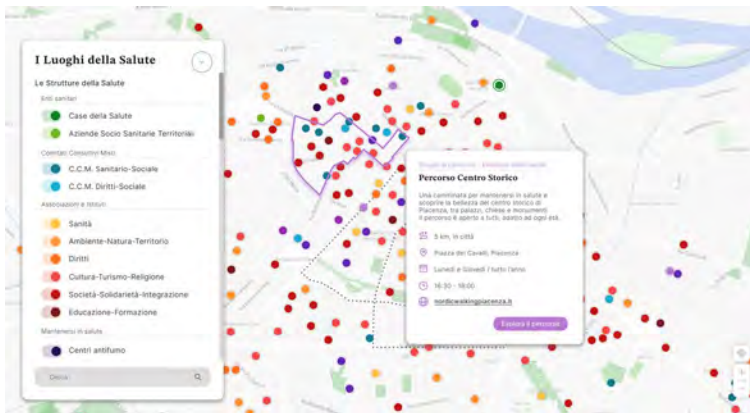 I Luoghi della Salute
Le Strutture della Salute
Enti sanitari
Case della Salute
Aziende Socio Sanitarie Territoriali
Comitati Consultivi Misti
C.C.M. Sanitario-Sociale
C.C.M. Diritti-Sociale
Associazioni e Istituti
Sanità
Ambiente-Natura-Territorio
Diritti
Cultura-Turismo-Religione
Società-Solidarietà-Integrazione
Educazione-Formazione
Mantenersi in salute
Centri antifumo
Cerca
Percorso Centro Storico
Una camminata per mantenersi in salute e
scoprire la bellezza del centro storico di
Piacenza, tra palazzi, chiese e monumenti
Il percorso è aperto a tutti, adatto ad ogni età.
5 km, in città
Piazza dei Cavalli, Piacenza
Lunedì e Giovedì / tutto l'anno
16:30 - 18:00
nordicwalkingpiacenza.it
Esplora il percorso